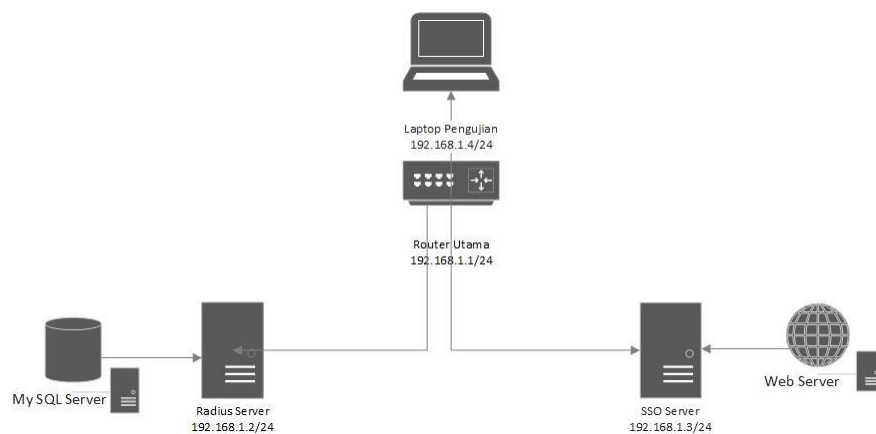 Laptop Pengujian
192.168.1.4/24
Router Utama
192.168.1.1/24
My SQL Server
Radius Server
192.168.1.2/24
SSO Server
192.168.1.3/24
Web Server